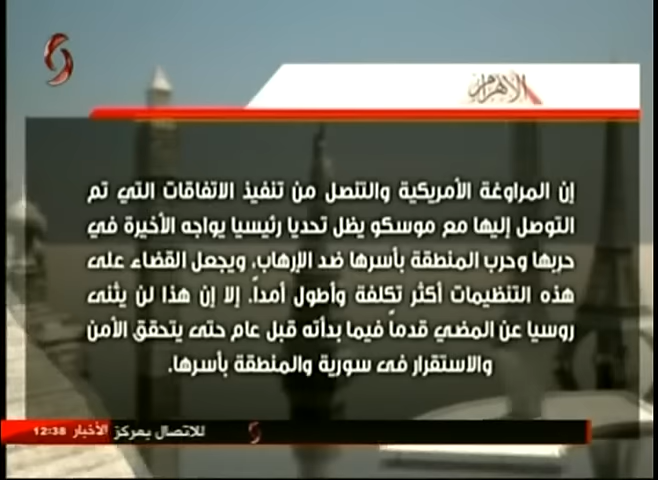 الأهرام
إن المراوغة الأمريكية والتنصل من تنفيذ الاتفاقات التي تم
التوصل إليها مع موسكو يظل تحديا رئيسيا يواجه الأخيرة في
حربها وحرب المنطقة بأسرها ضد الإرهاب، ويجعل القضاء على
هذه التنظيمات أكثر تكلفة وأطول أمداً، إلا إن هذا لن يثنى
روسيا عن المضي قدماً فيما بدأته قبل عام حتى يتحقق الأمن
والاستقرار فى سورية والمنطقة بأسرها.
الأخبار 12:38 للاتصال بمركز